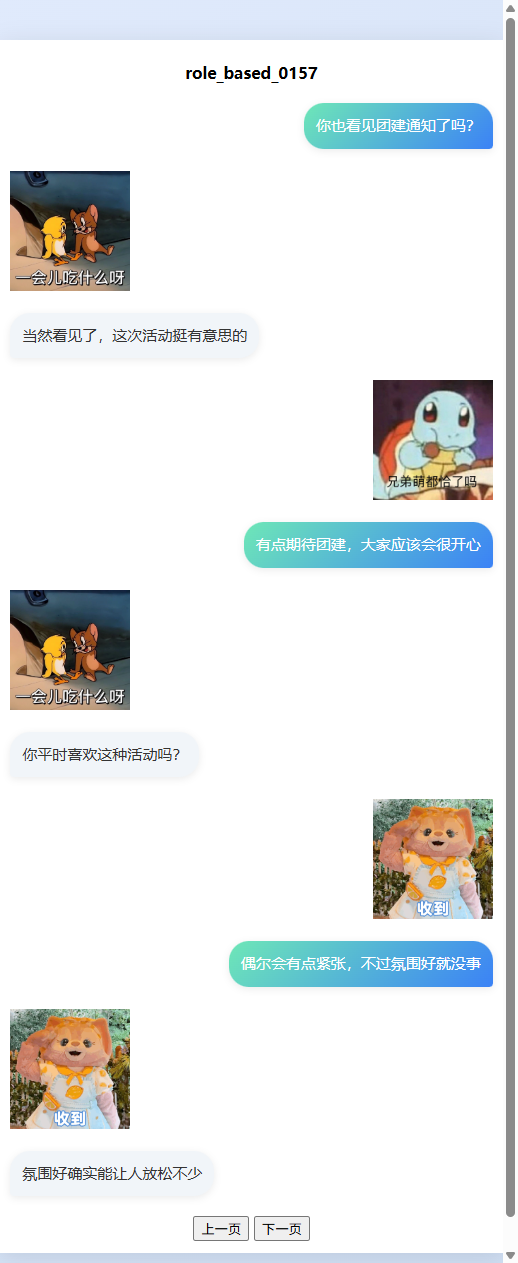 role_based_0157
你也看见团建通知了吗？
一会儿吃什么呀
当然看见了，这次活动挺有意思的
兄弟萌都恰了吗
有点期待团建，大家应该会很开心
一会儿吃什么呀
你平时喜欢这种活动吗？
收到
偶尔会有点紧张，不过氛围好就没事
收到
氛围好确实能让人放松不少
上一页 下一页